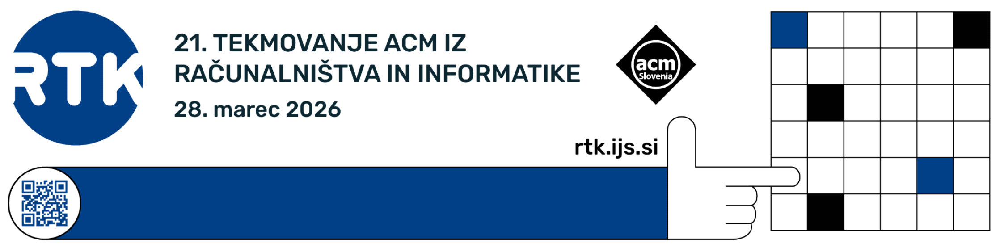 RTK
21. TEKMOVANJE ACM IZ
RAČUNALNIŠTVA IN INFORMATIKE
28. marec 2026
acm
Slovenia
rtk.ijs.si